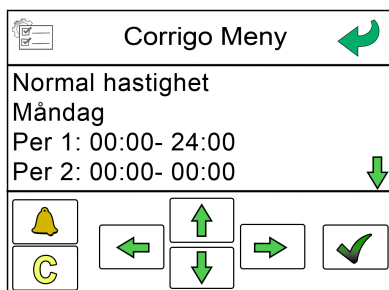 Corrigo Meny
Normal hastighet
Måndag
Per 1: 00:00- 24:00
Per 2: 00:00- 00:00
C